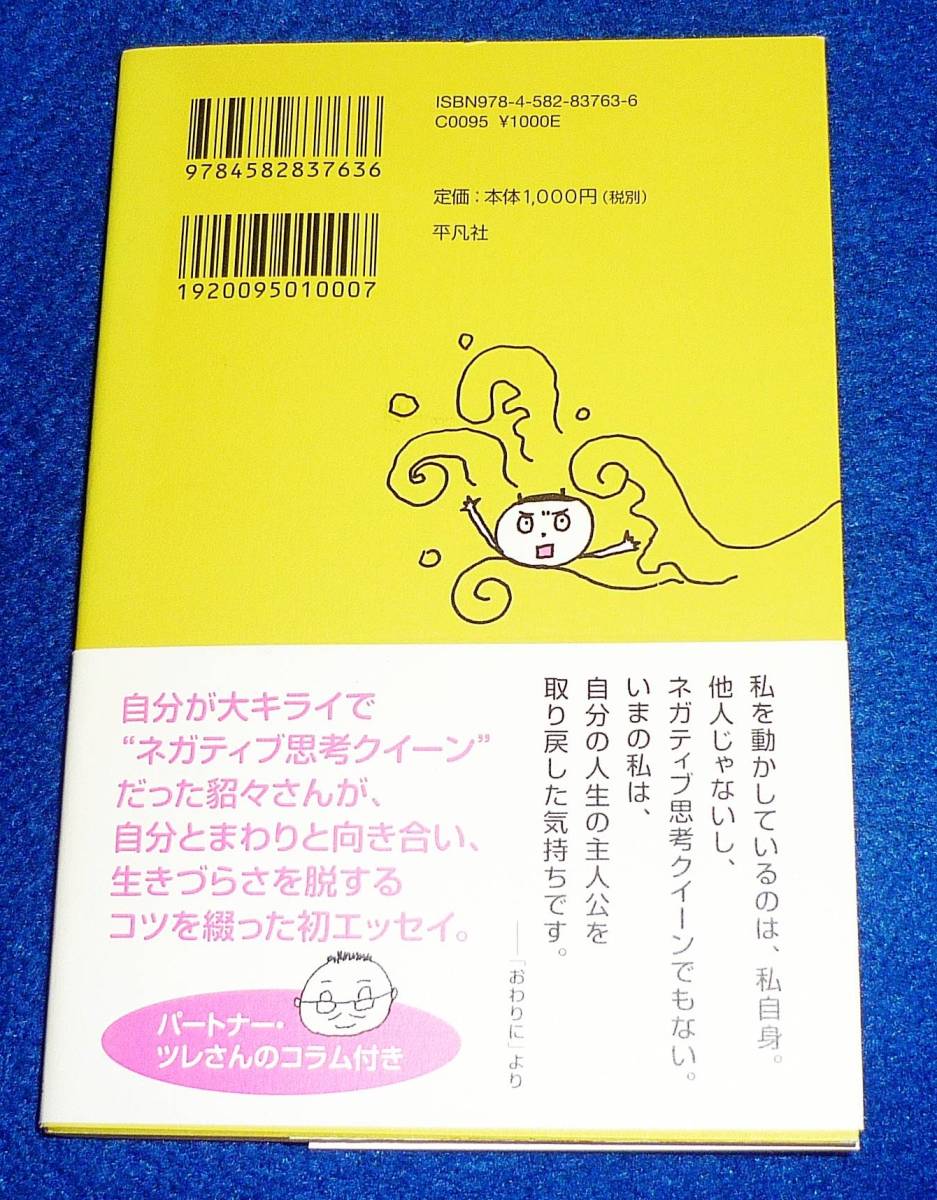 ISBN978-4-582-83763-6
C0095 ¥1000E
9784582837636
定価:本体1,000円(税別)
平凡社
1920095010007
私を動かしているのは、私自身。
他人じゃないし、
ネガティブ思考クイーンでもない。
いまの私は、
自分の人生の主人公を
取り戻した気持ちです。
──「おわりに」より
自分が大キライで
“ネガティブ思考クイーン”
だった貂々さんが、
自分とまわりと向き合い、
生きづらさを脱する
コツを綴った初エッセイ。
パートナー・
ツレさんのコラム付き